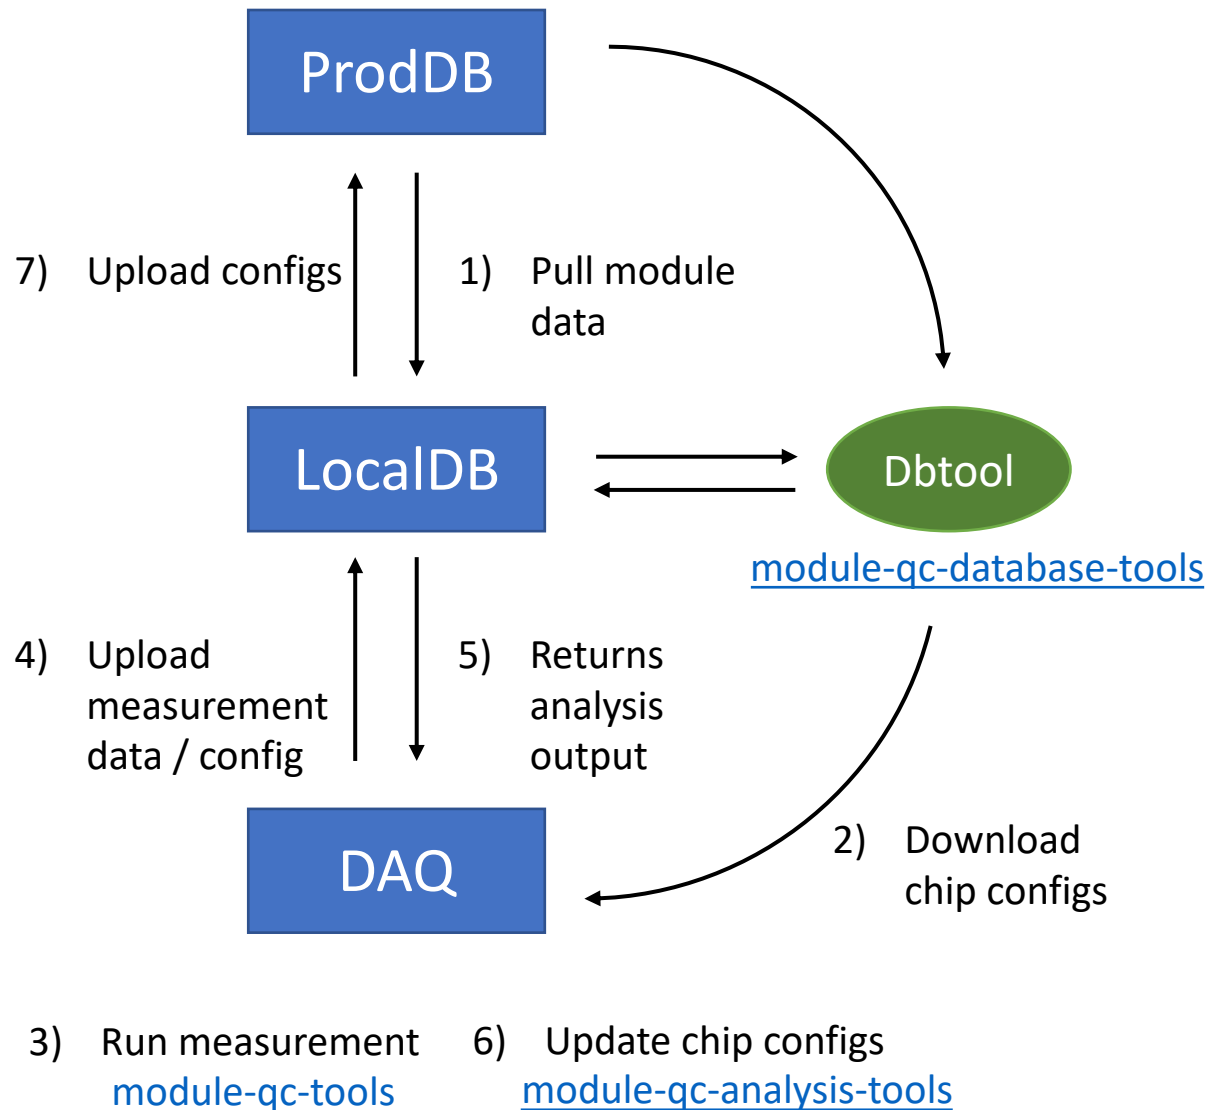 ProdDB
7) Upload configs
1) Pull module
data
LocalDB
Dbtool
module-qc-database-tools
4) Upload
measurement
data / config
5) Returns
analysis
output
DAQ
2) Download
chip configs
3) Run measurement
module-qc-tools
6) Update chip configs
module-qc-analysis-tools